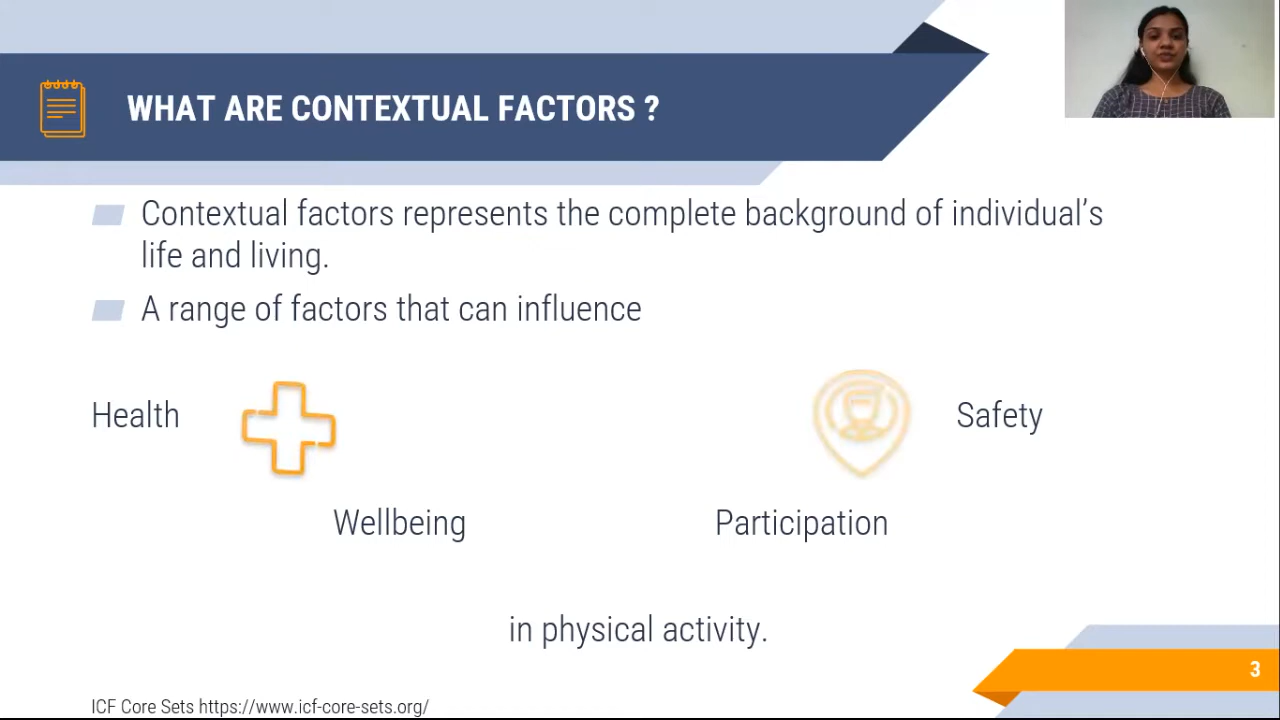 WHAT ARE CONTEXTUAL FACTORS ?
Contextual factors represents the complete background of individual’s
life and living.
A range of factors that can influence
Health
Safety
Wellbeing
Participation
in physical activity.
3
ICF Core Sets https://www.icf-core-sets.org/